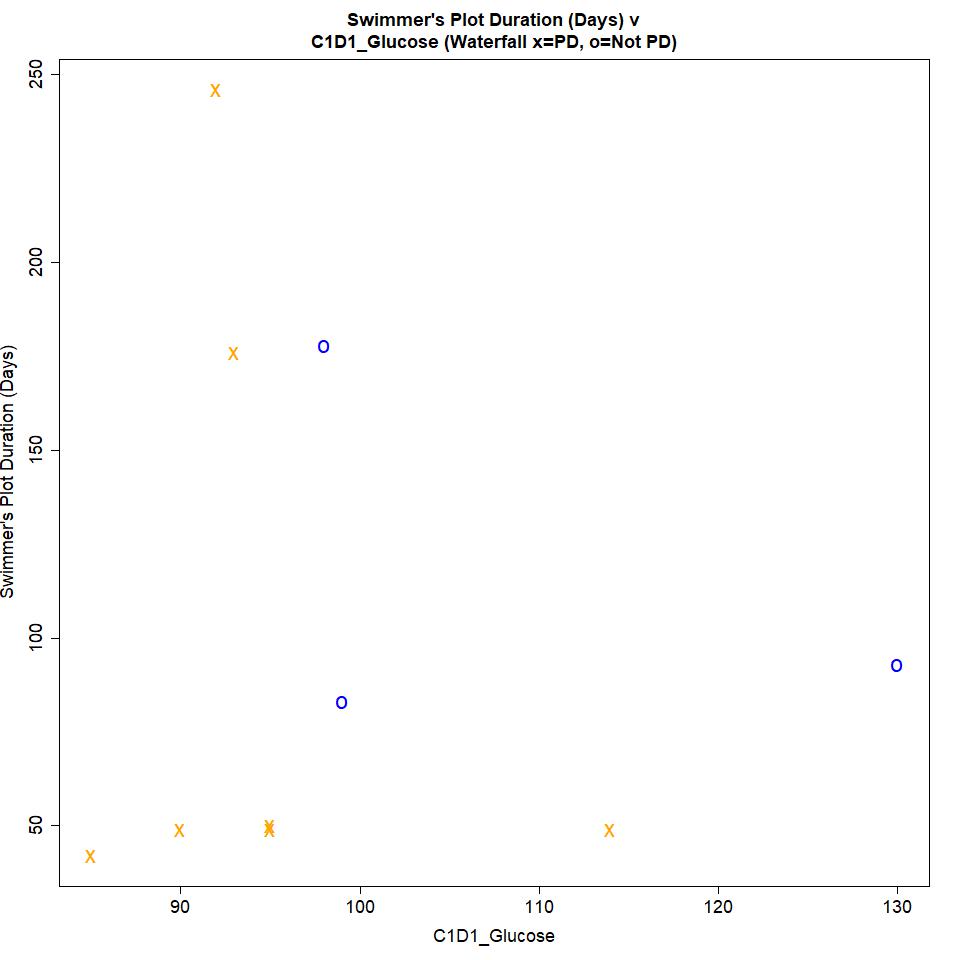 Swimmer's Plot Duration (Days) v
C1D1_Glucose (Waterfall x=PD, o=Not PD)
250
200
150
100
50
Swimmer's Plot Duration (Days)
x
x
o
o
o
x
x
x
x
x
90
100
110
120
130
C1D1_Glucose